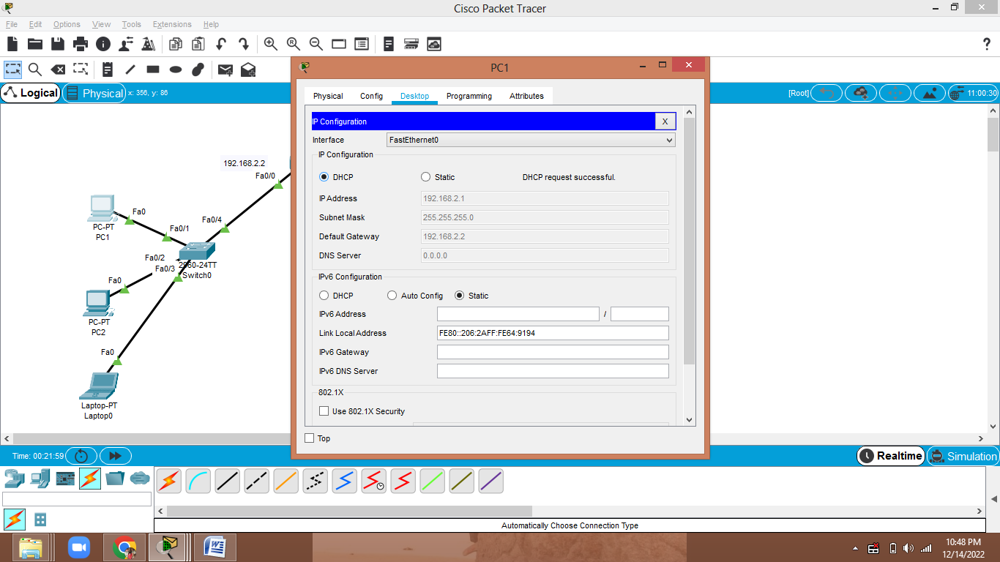 Cisco Packet Tracer
File Edit Options View Tools Extensions Help
?
Logical Physical x: 356, y: 86 [Root] 11:00:30
PC1
Physical Config Desktop Programming Attributes
IP Configuration X
Interface FastEthernet0
IP Configuration
DHCP Static DHCP request successful.
IP Address 192.168.2.1
Subnet Mask 255.255.255.0
Default Gateway 192.168.2.2
DNS Server 0.0.0.0
IPv6 Configuration
DHCP Auto Config Static
IPv6 Address /
Link Local Address FE80::206:2AFF:FE64:9194
IPv6 Gateway
IPv6 DNS Server
802.1X
Use 802.1X Security
Top
192.168.2.2
Fa0/0
Fa0
Fa0/4
PC-PT
PC1
Fa0/1
Fa0/2
Fa0/3
2960-24TT
Switch0
Fa0
PC-PT
PC2
Fa0
Laptop-PT
Laptop0
Time: 00:21:59 Realtime Simulation
Automatically Choose Connection Type
10:48 PM
12/14/2022